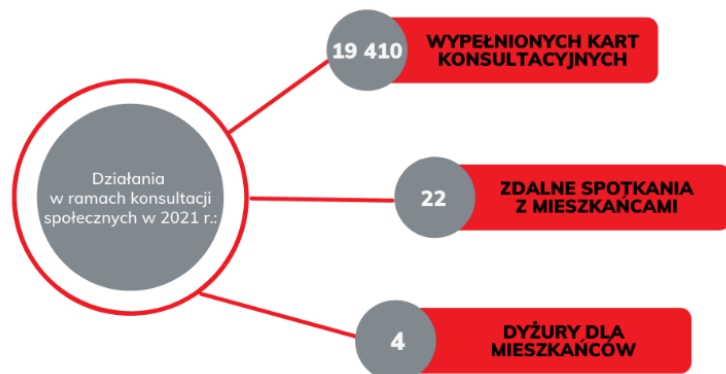 19 410
WYPEŁNIONYCH KART
KONSULTACYJNYCH
Działania
w ramach konsultacji
społecznych w 2021 r.:
22
ZDALNE SPOTKANIA
Z MIESZKAŃCAMI
4
DYŻURY DLA
MIESZKAŃCÓW